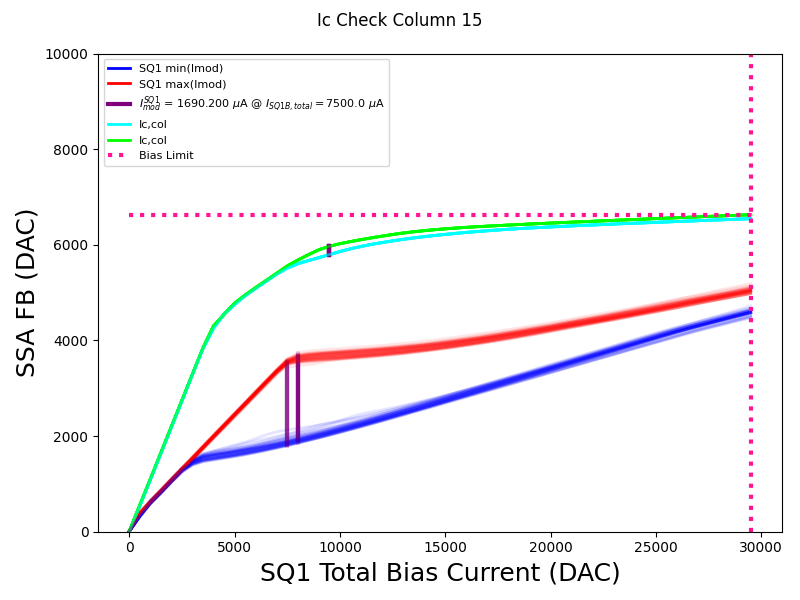 Ic Check Column 15
10000
8000
6000
4000
2000
0
SSA FB (DAC)
SQ1 min(Imod)
SQ1 max(Imod)
I_{mod}^{SQ1} = 1690.200 μA @ I_{SQ1B, total} = 7500.0 μA
Ic,col
Ic,col
Bias Limit
0 5000 10000 15000 20000 25000 30000
SQ1 Total Bias Current (DAC)